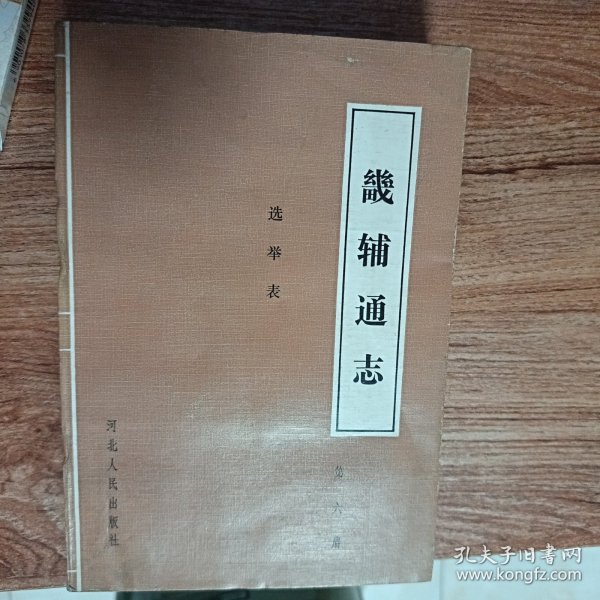 畿辅通志
第六册
选举表
河北人民出版社
孔夫子旧书网
www.kongfz.com